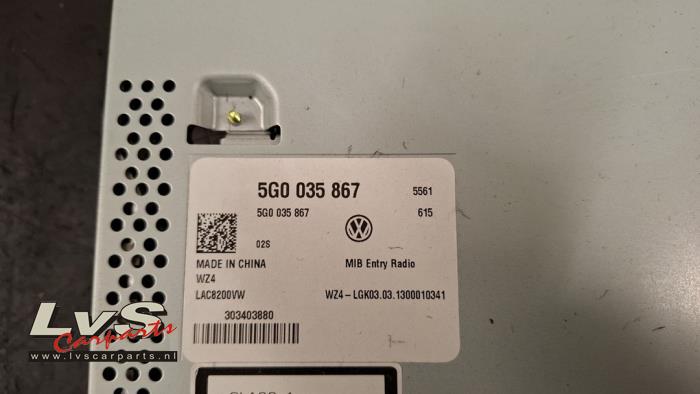 5G0 035 867
5561
5G0 035 867
615
02S
MADE IN CHINA
MIB Entry Radio
WZ4
LAC8200VW
WZ4-LGK03.03.1300010341
303403880
LvS
Carparts
www.lvscarparts.nl